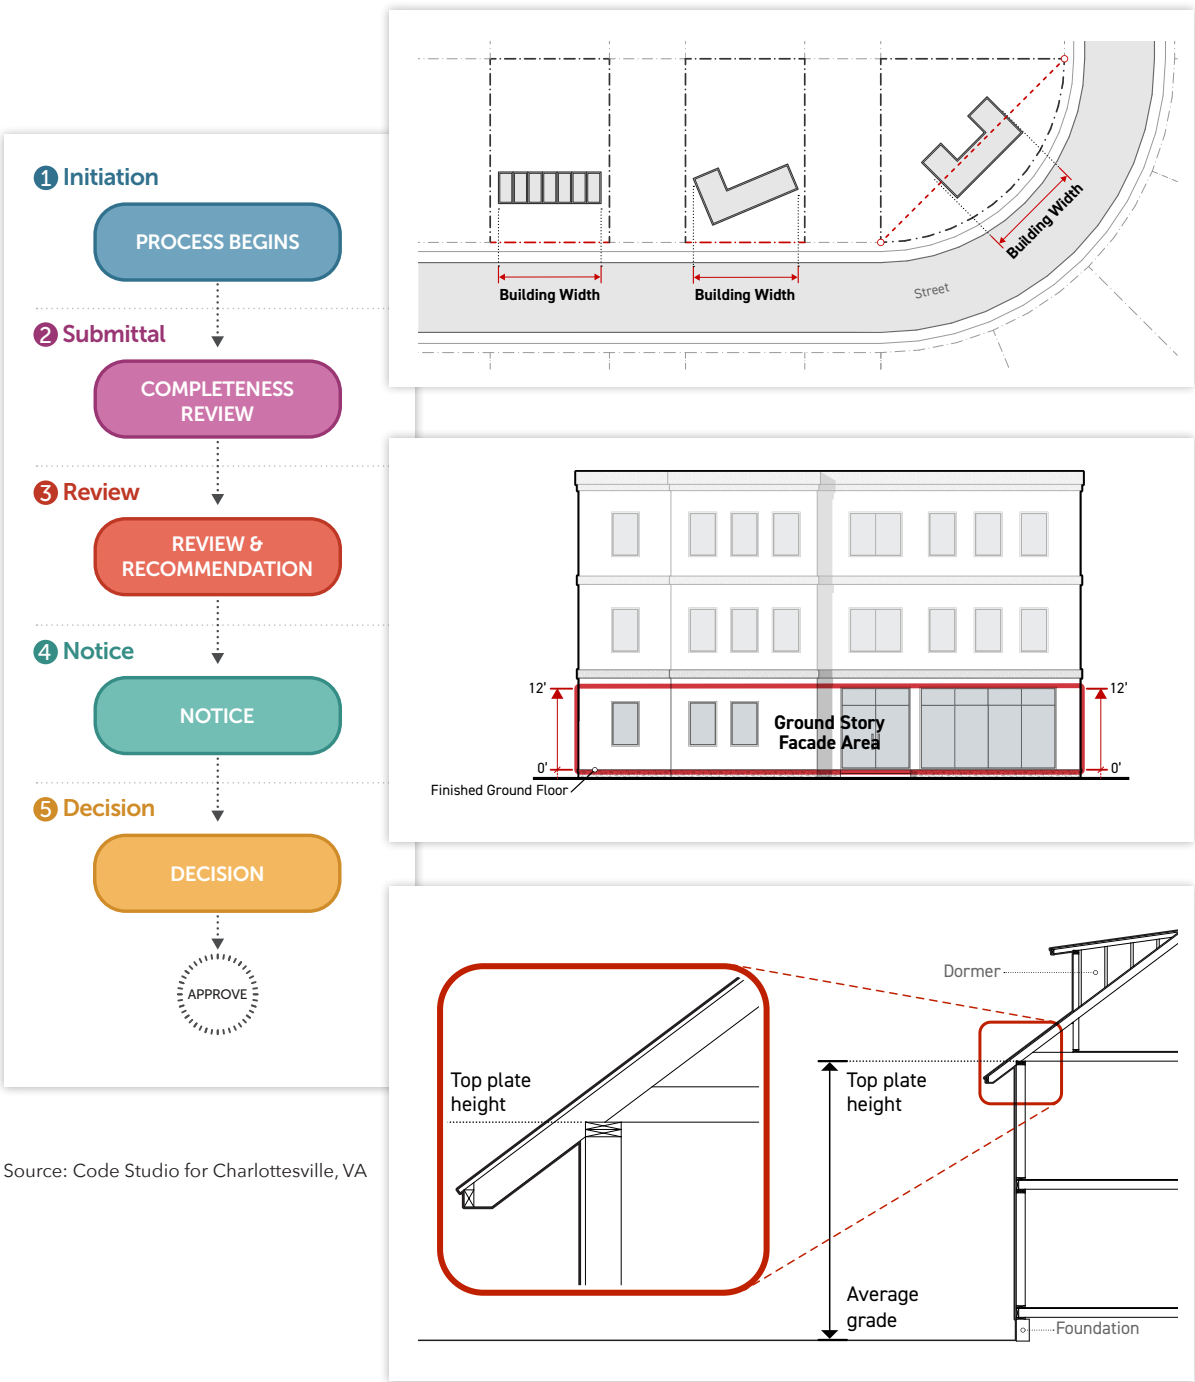 1 Initiation
PROCESS BEGINS
2 Submittal
COMPLETENESS
REVIEW
3 Review
REVIEW &
RECOMMENDATION
4 Notice
NOTICE
5 Decision
DECISION
APPROVE
Source: Code Studio for Charlottesville, VA
Building Width
Building Width
Building Width
Street
12'
12'
Ground Story
Facade Area
0'
0'
Finished Ground Floor
Dormer
Top plate
height
Top plate
height
Average
grade
Foundation